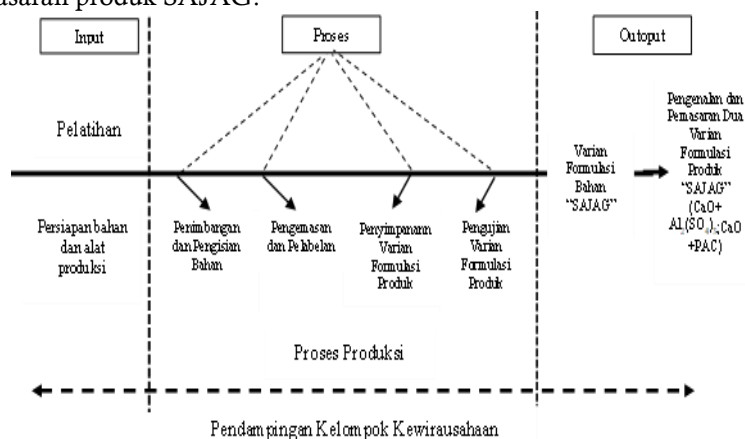 asaran produk SAJAG.
Input
Proses
Outoput
Pelatihan
Persiapan bahan
dan alat
produksi
Penimbangan
dan Pengisian
Bahan
Pengemasan
dan Pelabelan
Penyimpanann
Varian
Formulasi
Produk
Pengujian
Varian
Formulasi
Produk
Varian
Formulasi
Bahan
"SAJAG"
Pengenalan dan
Pemasaran Dua
Varian
Formulasi
Produk
"SAJAG"
(CaO+
Al₂(SO₄)₃;CaO
+PAC)
Proses Produksi
Pendampingan Kelompok Kewirausahaan